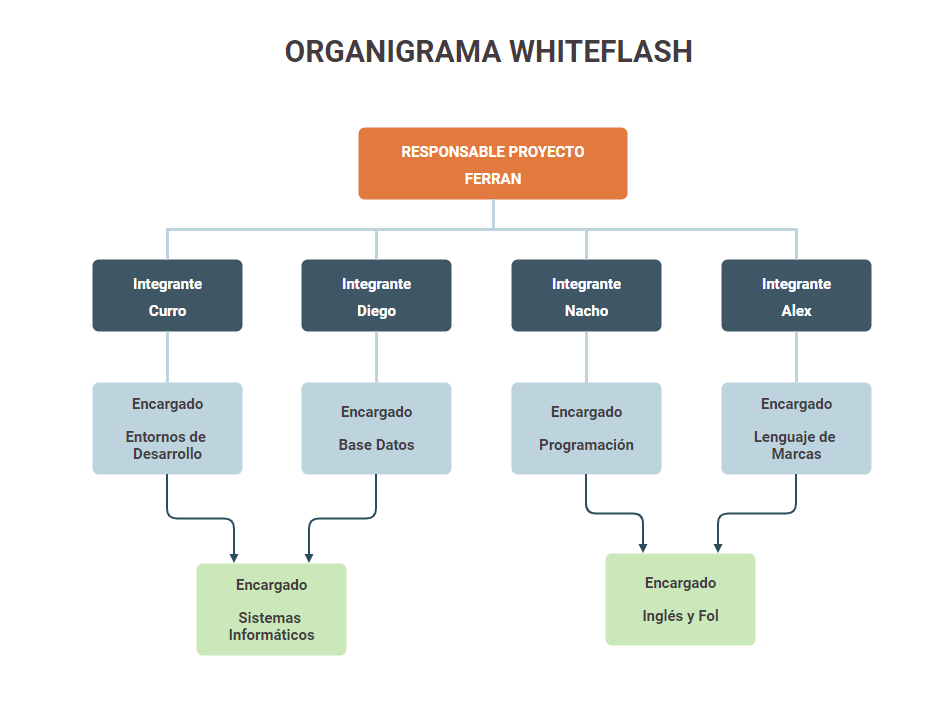 ORGANIGRAMA WHITEFLASH
RESPONSABLE PROYECTO
FERRAN
Integrante
Curro
Integrante
Diego
Integrante
Nacho
Integrante
Alex
Encargado
Entornos de
Desarrollo
Encargado
Base Datos
Encargado
Programación
Encargado
Lenguaje de
Marcas
Encargado
Sistemas
Informáticos
Encargado
Inglés y Fol